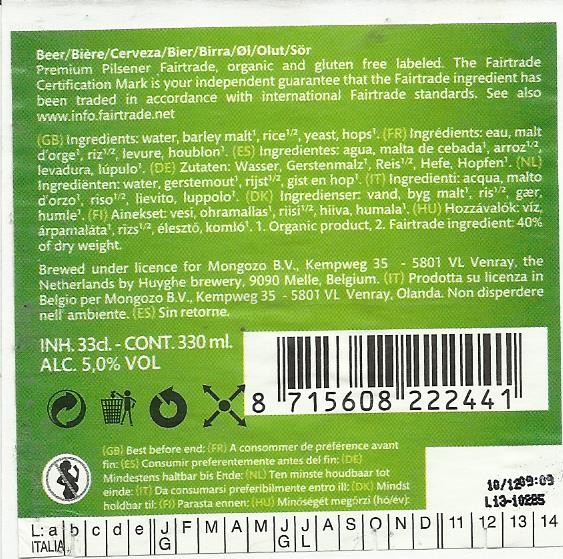 Beer/Bière/Cerveza/Bier/Birra/Øl/Olut/Sör
Premium Pilsener Fairtrade, organic and gluten free labeled. The Fairtrade
Certification Mark is your independent guarantee that the Fairtrade ingredient has
been traded in accordance with international Fairtrade standards. See also
www.info.fairtrade.net
(GB) Ingredients: water, barley malt¹, rice¹/², yeast, hops¹. (FR) Ingrédients: eau, malt
d'orge¹, riz¹/², levure, houblon¹. (ES) Ingredientes: agua, malta de cebada¹, arroz¹/²,
levadura, lúpulo¹. (DE) Zutaten: Wasser, Gerstenmalz¹, Reis¹/², Hefe, Hopfen¹. (NL)
Ingrediënten: water, gerstemout¹, rijst¹/², gist en hop¹. (IT) Ingredienti: acqua, malto
d'orzo¹, riso¹/², lievito, luppolo¹. (DK) Ingredienser: vand, byg malt¹, ris¹/², gær,
humle¹. (FI) Ainekset: vesi, ohramallas¹, riisi¹/², hiiva, humala¹. (HU) Hozzávalók: víz,
árpamaláta¹, rizs¹/², élesztő, komló¹. 1. Organic product, 2. Fairtrade ingredient: 40%
of dry weight.
Brewed under licence for Mongozo B.V., Kempweg 35 - 5801 VL Venray, the
Netherlands by Huyghe brewery, 9090 Melle, Belgium. (IT) Prodotta su licenza in
Belgio per Mongozo B.V., Kempweg 35 - 5801 VL Venray, Olanda. Non disperdere
nell'ambiente. (ES) Sin retorne.
INH. 33cl. - CONT. 330 ml.
ALC. 5,0% VOL
8 715608 222441
(GB) Best before end: (FR) A consommer de préférence avant
fin: (ES) Consumir preferentemente antes del fin: (DE)
Mindestens haltbar bis Ende: (NL) Ten minste houdbaar tot
einde: (IT) Da consumarsi preferibilmente entro ill: (DK) Mindst
holdbar til: (FI) Parasta ennen: (HU) Minőségét megőrzi (hó/év):
10/12 09:09
L13-10285
L: a b c d e J F M A M J J A S O N D 11 12 13 14
ITALIA G G L